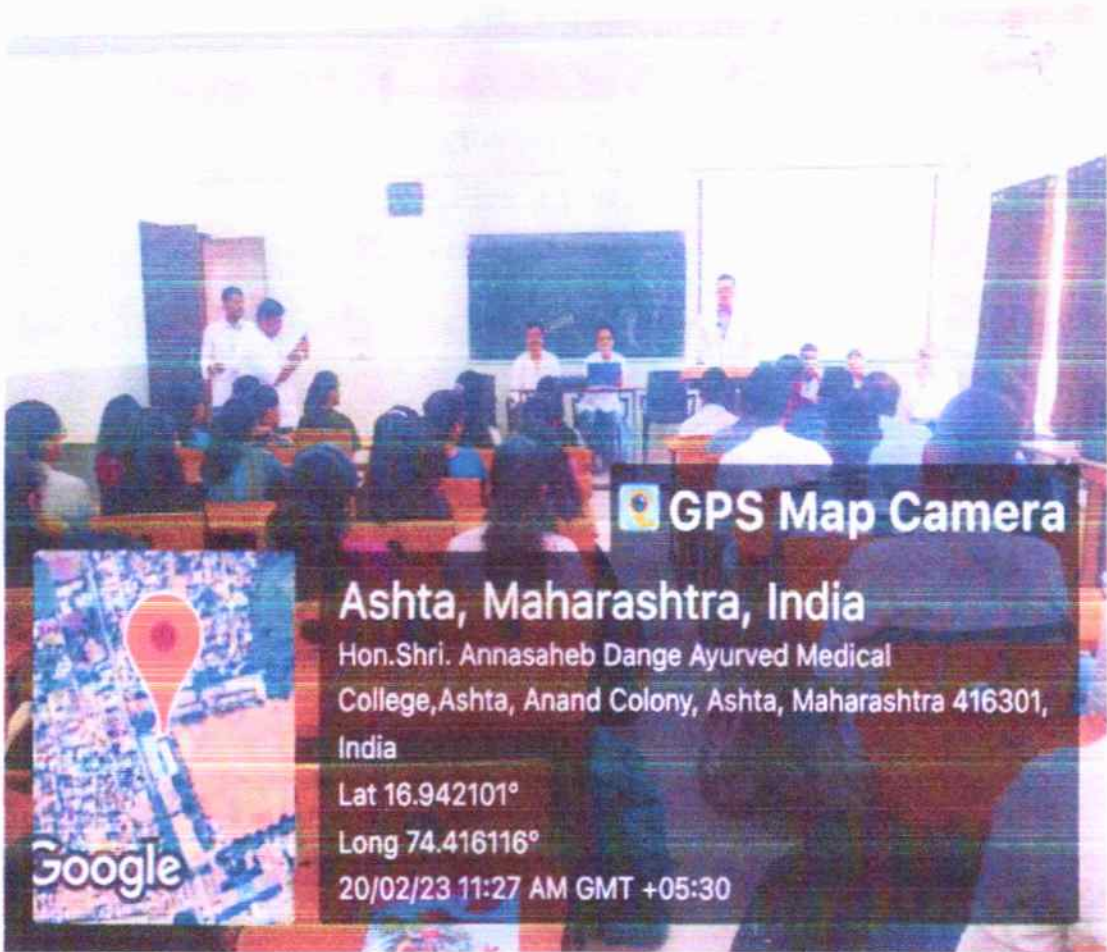 GPS Map Camera
Ashta, Maharashtra, India
Hon.Shri. Annasaheb Dange Ayurved Medical
College,Ashta, Anand Colony, Ashta, Maharashtra 416301,
India
Lat 16.942101°
Long 74.416116°
20/02/23 11:27 AM GMT +05:30
Google